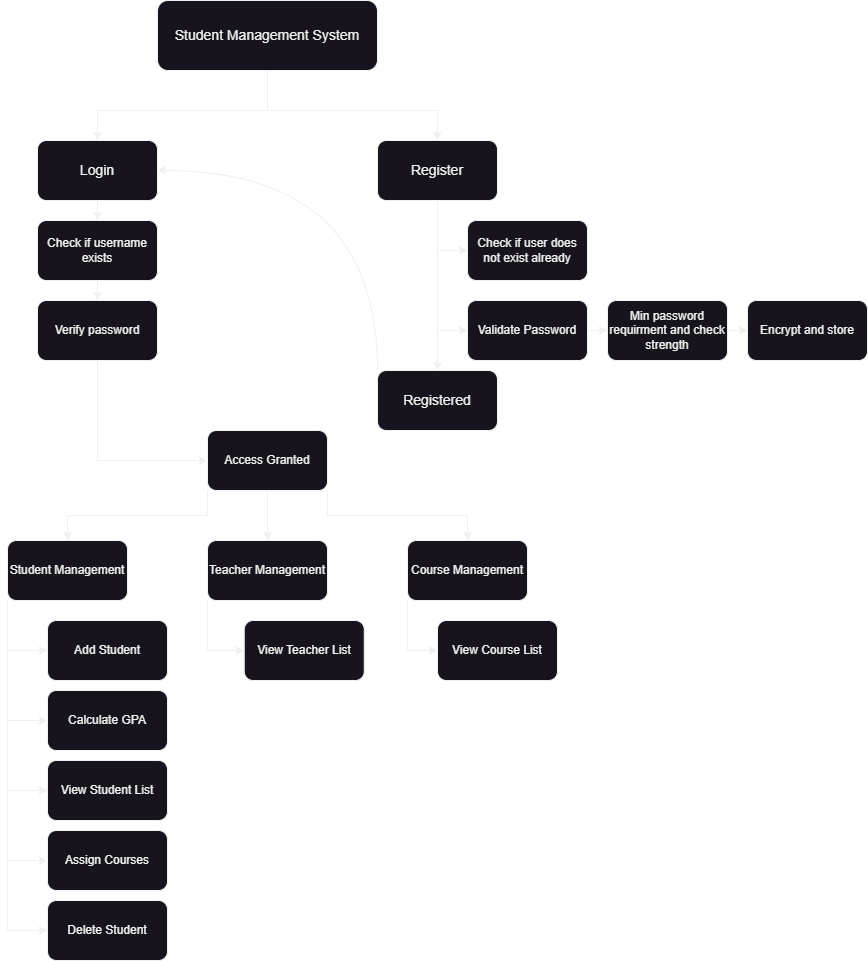 Student Management System
Login
Register
Check if username
exists
Check if user does
not exist already
Verify password
Validate Password
Min password
requirment and check
strength
Encrypt and store
Registered
Access Granted
Student Management
Teacher Management
Course Management
Add Student
View Teacher List
View Course List
Calculate GPA
View Student List
Assign Courses
Delete Student